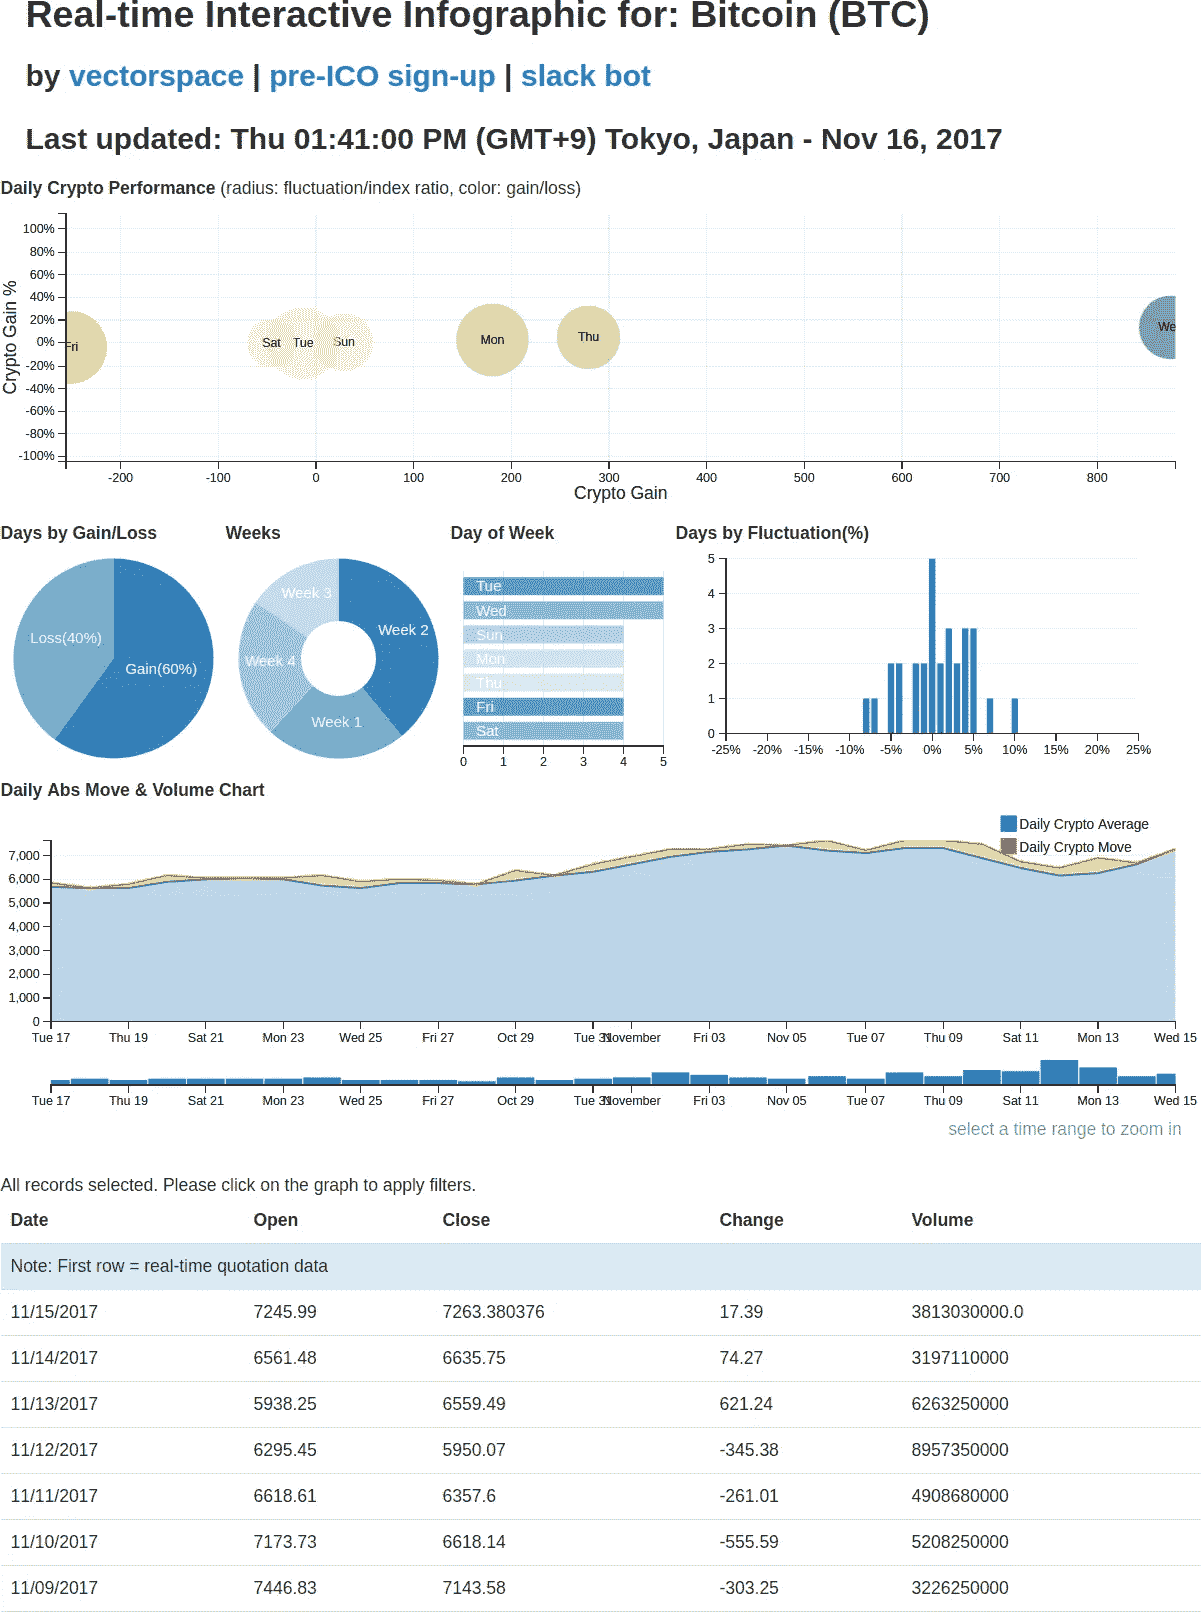 Real-time Interactive Infographic for: Bitcoin (BTC)
by vectorspace | pre-ICO sign-up | slack bot
Last updated: Thu 01:41:00 PM (GMT+9) Tokyo, Japan - Nov 16, 2017
Daily Crypto Performance (radius: fluctuation/index ratio, color: gain/loss)
Crypto Gain %
100%
80%
60%
40%
20%
0%
-20%
-40%
-60%
-80%
-100%
Fri Sat Tue Sun Mon Thu We
-200 -100 0 100 200 300 400 500 600 700 800
Crypto Gain
Days by Gain/Loss
Loss(40%)
Gain(60%)
Weeks
Week 3
Week 2
Week 4
Week 1
Day of Week
Tue
Wed
Sun
Mon
Thu
Fri
Sat
0 1 2 3 4 5
Days by Fluctuation(%)
5
4
3
2
1
0
-25% -20% -15% -10% -5% 0% 5% 10% 15% 20% 25%
Daily Abs Move & Volume Chart
Daily Crypto Average
Daily Crypto Move
7,000
6,000
5,000
4,000
3,000
2,000
1,000
0
Tue 17 Thu 19 Sat 21 Mon 23 Wed 25 Fri 27 Oct 29 Tue 31 November Fri 03 Nov 05 Tue 07 Thu 09 Sat 11 Mon 13 Wed 15
Tue 17 Thu 19 Sat 21 Mon 23 Wed 25 Fri 27 Oct 29 Tue 31 November Fri 03 Nov 05 Tue 07 Thu 09 Sat 11 Mon 13 Wed 15
select a time range to zoom in
All records selected. Please click on the graph to apply filters.
Date Open Close Change Volume
Note: First row = real-time quotation data
11/15/2017 7245.99 7263.380376 17.39 3813030000.0
11/14/2017 6561.48 6635.75 74.27 3197110000
11/13/2017 5938.25 6559.49 621.24 6263250000
11/12/2017 6295.45 5950.07 -345.38 8957350000
11/11/2017 6618.61 6357.6 -261.01 4908680000
11/10/2017 7173.73 6618.14 -555.59 5208250000
11/09/2017 7446.83 7143.58 -303.25 3226250000